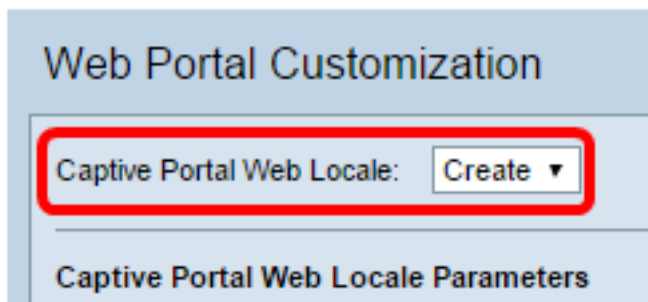 Web Portal Customization
Captive Portal Web Locale: Create
Captive Portal Web Locale Parameters